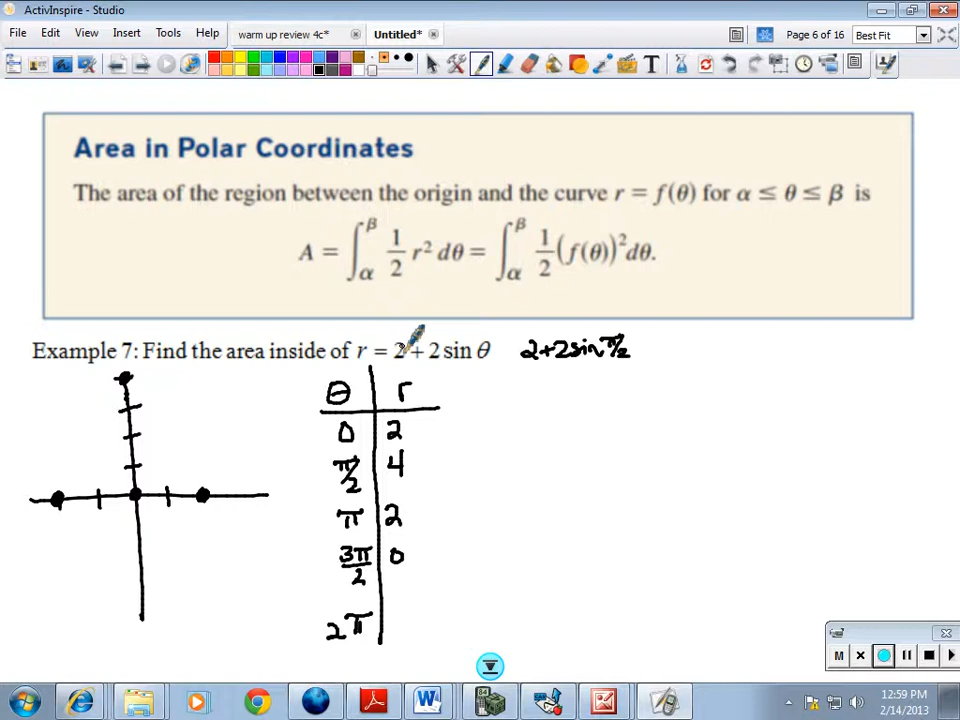 ActivInspire - Studio
File Edit View Insert Tools Help
warm up review 4c*
Untitled*
Page 6 of 16
Best Fit
Area in Polar Coordinates
The area of the region between the origin and the curve r = f(θ) for α ≤ θ ≤ β is
A = ∫_α^β 1/2 r² dθ = ∫_α^β 1/2 (f(θ))² dθ.
Example 7: Find the area inside of r = 2 + 2 sin θ
2+2sin π/2
θ r
0 2
π/2 4
π 2
3π/2 0
2π
M
12:59 PM
2/14/2013